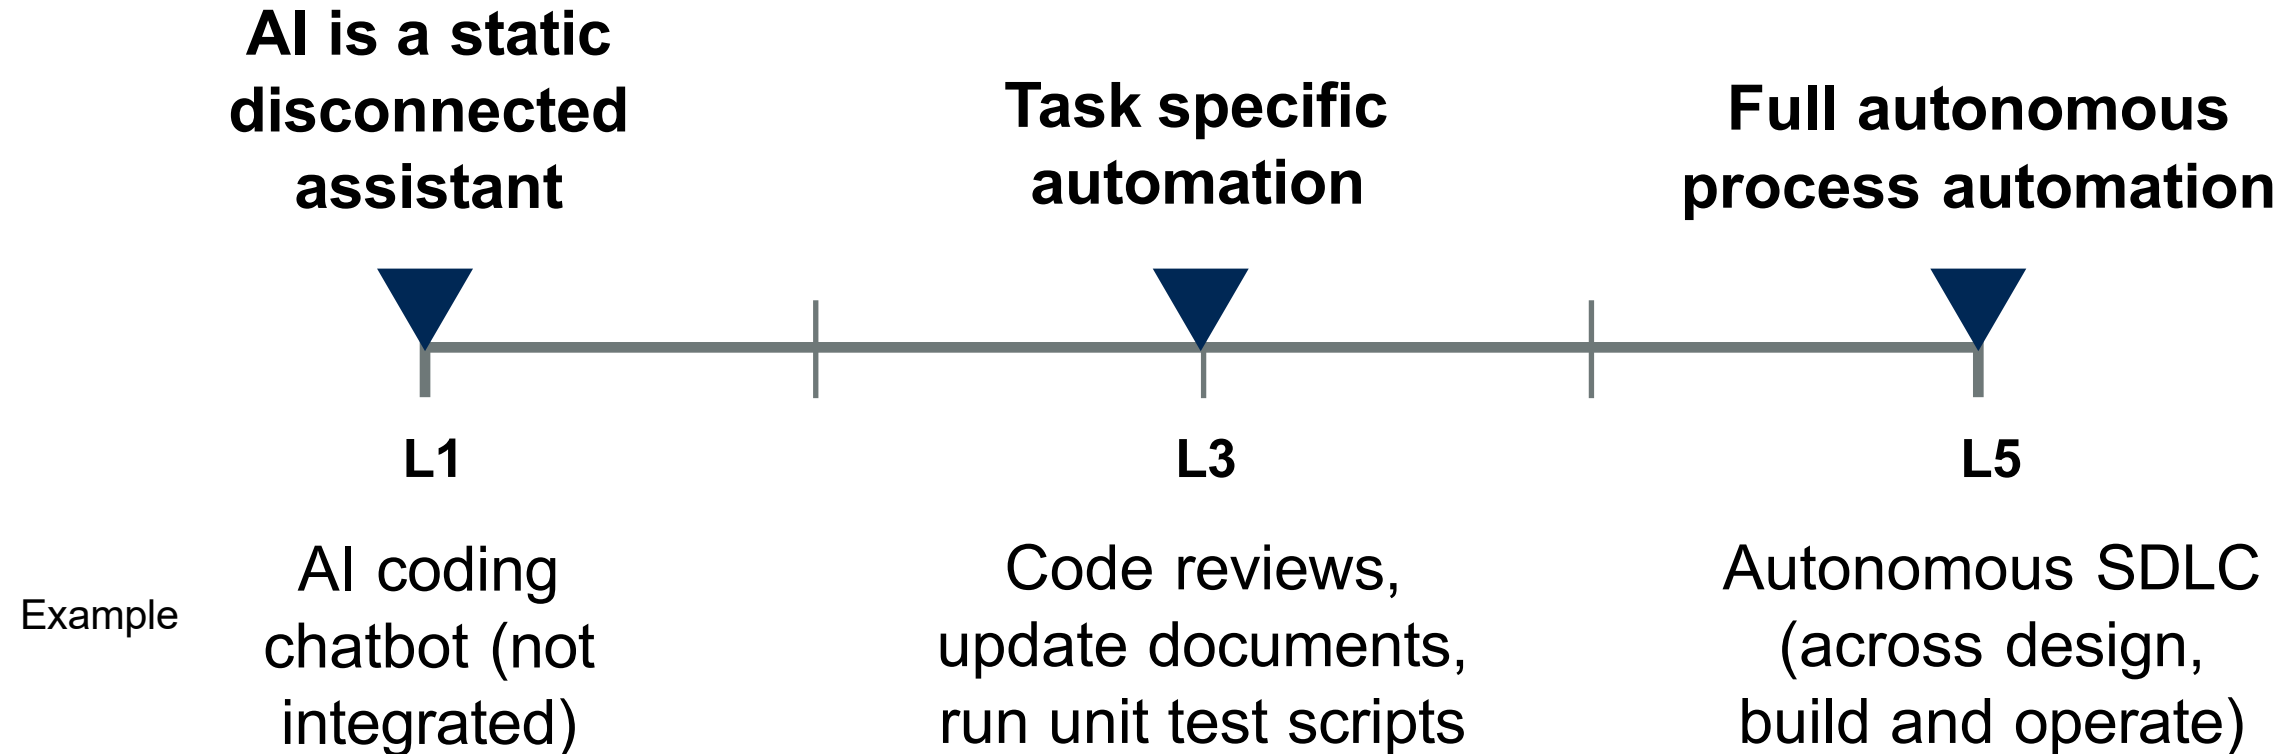 AI is a static
disconnected
assistant
Task specific
automation
Full autonomous
process automation
L1
L3
L5
Example
AI coding
chatbot (not
integrated)
Code reviews,
update documents,
run unit test scripts
Autonomous SDLC
(across design,
build and operate)